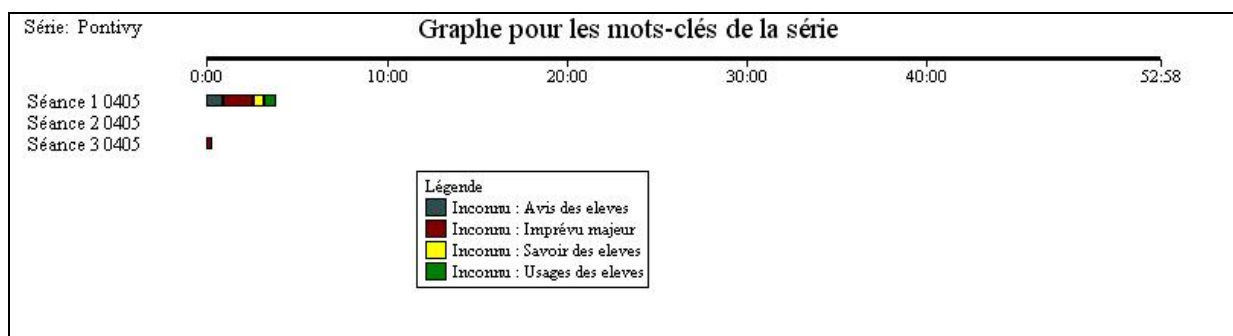 Série: Pontivy
Graphe pour les mots-clés de la série
0:00 10:00 20:00 30:00 40:00 52:58
Séance 1 0405
Séance 2 0405
Séance 3 0405
Légende
Inconnu : Avis des eleves
Inconnu : Imprévu majeur
Inconnu : Savoir des eleves
Inconnu : Usages des eleves